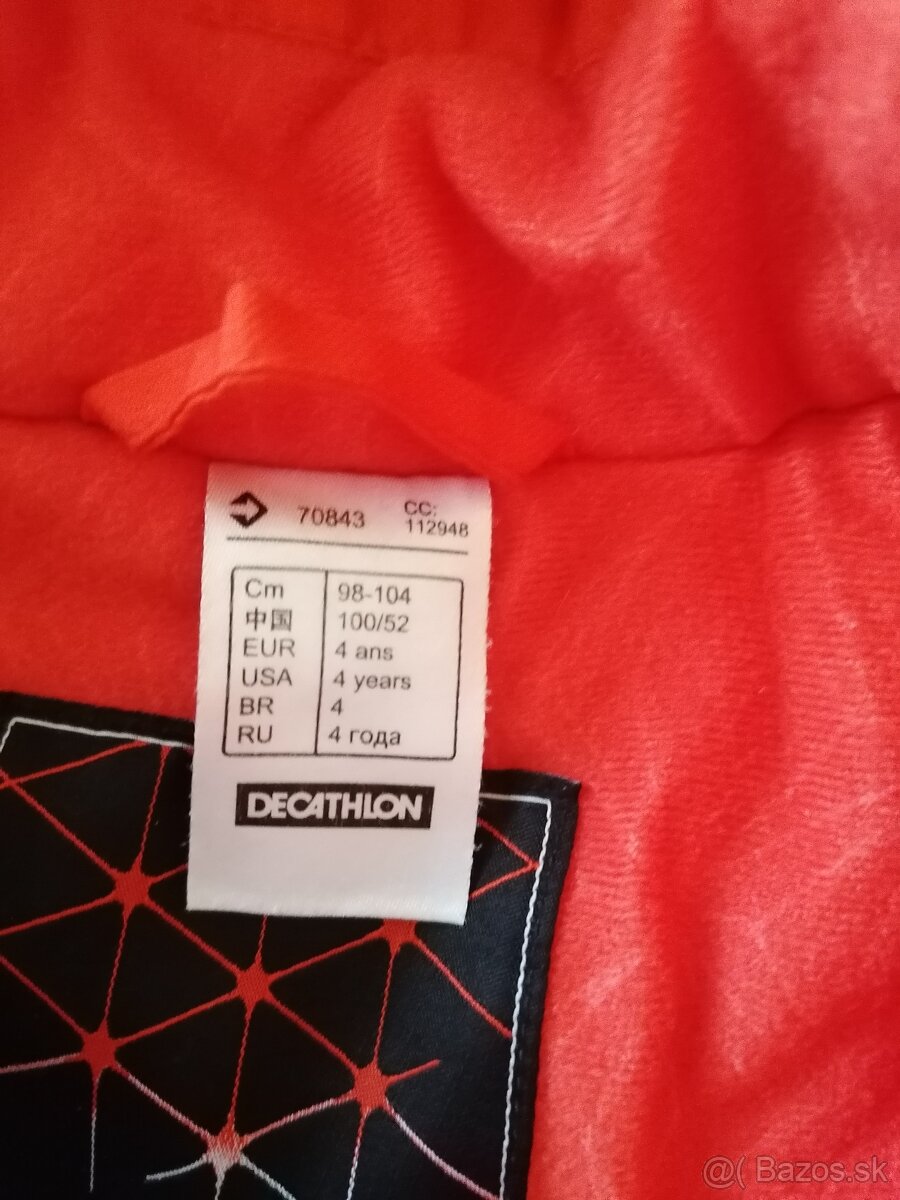 70843 CC:
112948
Cm 98-104
中国 100/52
EUR 4 ans
USA 4 years
BR 4
RU 4 года
DECATHLON
@( Bazos.sk